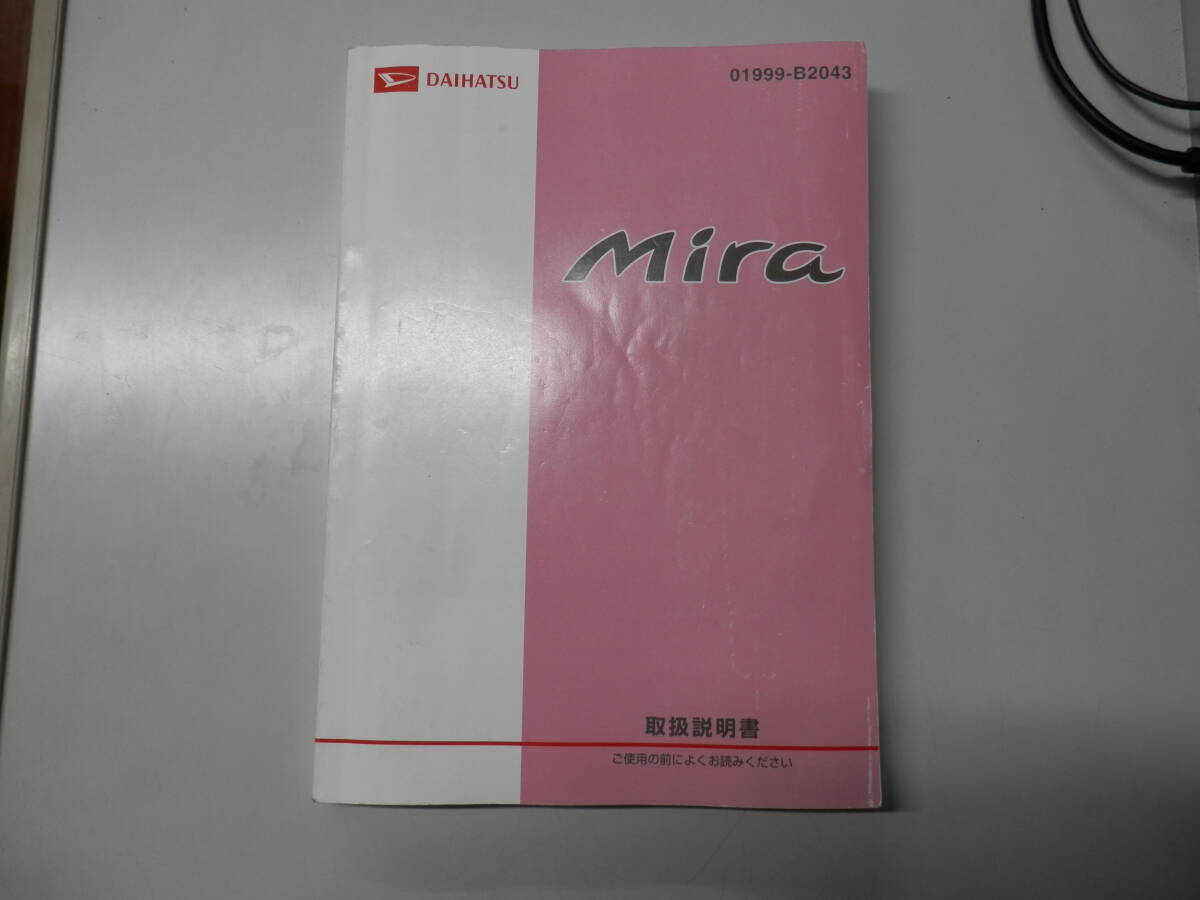 DAIHATSU
01999-B2043
Mira
取扱説明書
ご使用の前によくお読みください